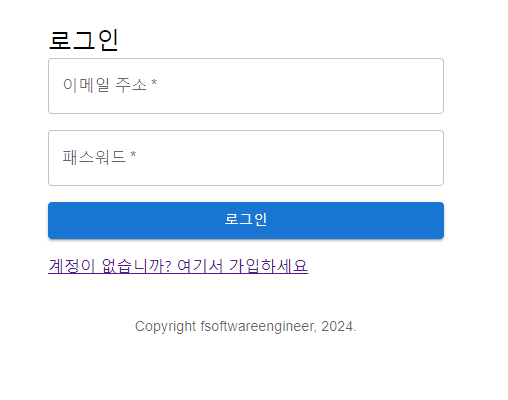 로그인
이메일 주소 *
패스워드 *
로그인
계정이 없습니까? 여기서 가입하세요
Copyright fsoftwareengineer, 2024.